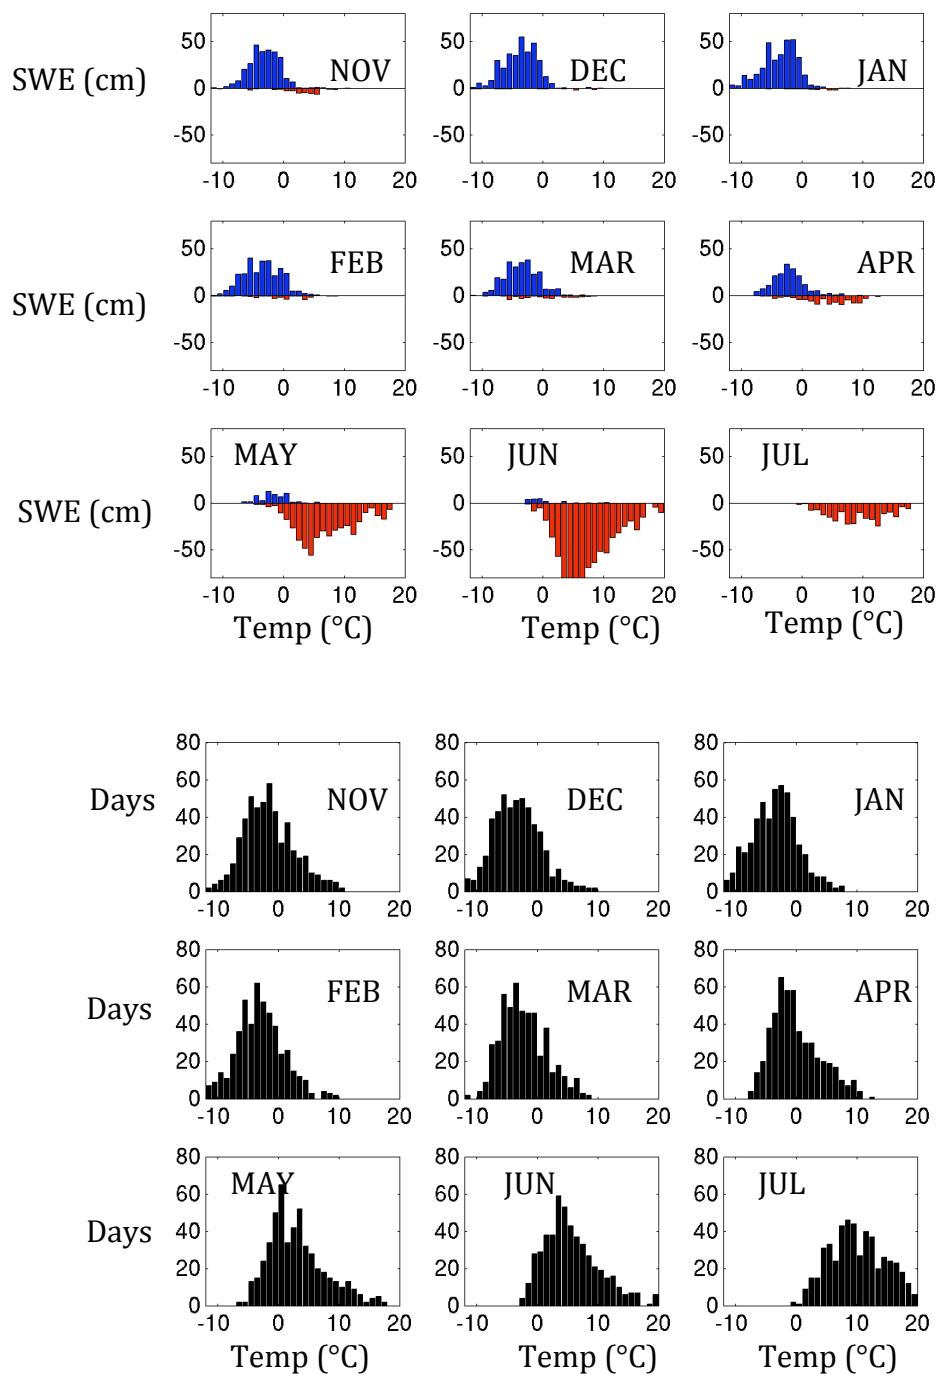 50 50 50
SWE (cm) 0 NOV 0 DEC 0 JAN
-50 -50 -50
-10 0 10 20 -10 0 10 20 -10 0 10 20
50 FEB 50 MAR 50 APR
SWE (cm) 0 0 0
-50 -50 -50
-10 0 10 20 -10 0 10 20 -10 0 10 20
50 MAY 50 JUN 50 JUL
SWE (cm) 0 0 0
-50 -50 -50
-10 0 10 20 -10 0 10 20 -10 0 10 20
Temp (°C) Temp (°C) Temp (°C)
80 80 80
Days 60 NOV 60 DEC 60 JAN
40 40 40
20 20 20
0 0 0
-10 0 10 20 -10 0 10 20 -10 0 10 20
80 80 80
60 FEB 60 MAR 60 APR
Days 40 40 40
20 20 20
0 0 0
-10 0 10 20 -10 0 10 20 -10 0 10 20
80 80 80
60 MAY 60 JUN 60 JUL
Days 40 40 40
20 20 20
0 0 0
-10 0 10 20 -10 0 10 20 -10 0 10 20
Temp (°C) Temp (°C) Temp (°C)